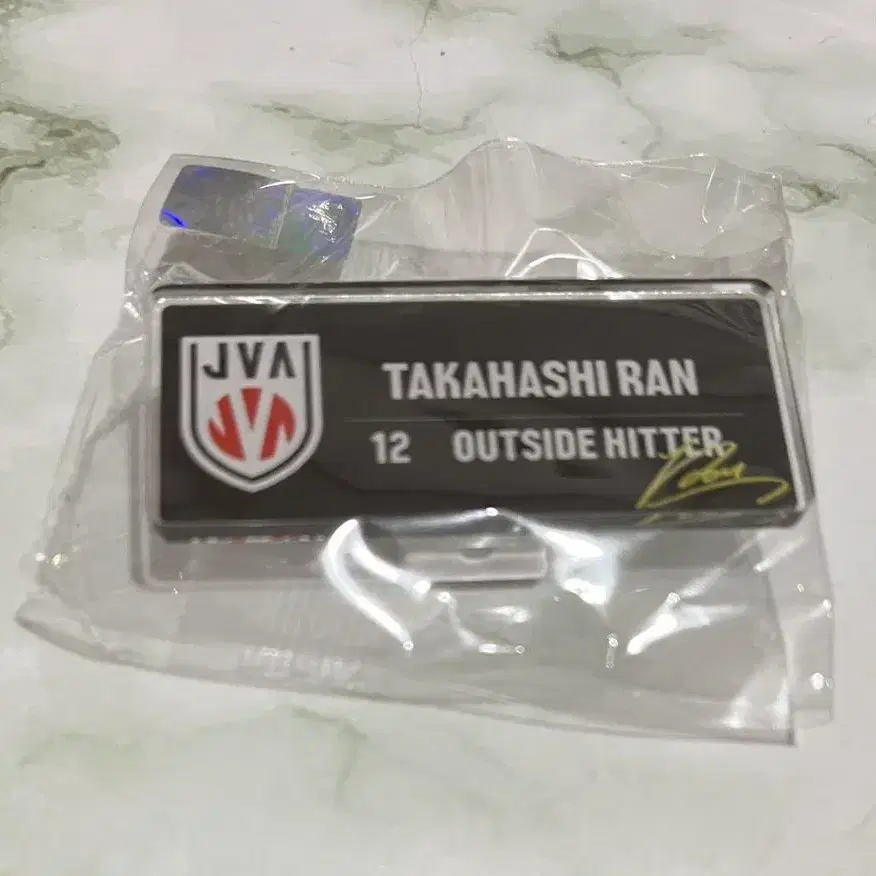 JVA
TAKAHASHI RAN
12 OUTSIDE HITTER